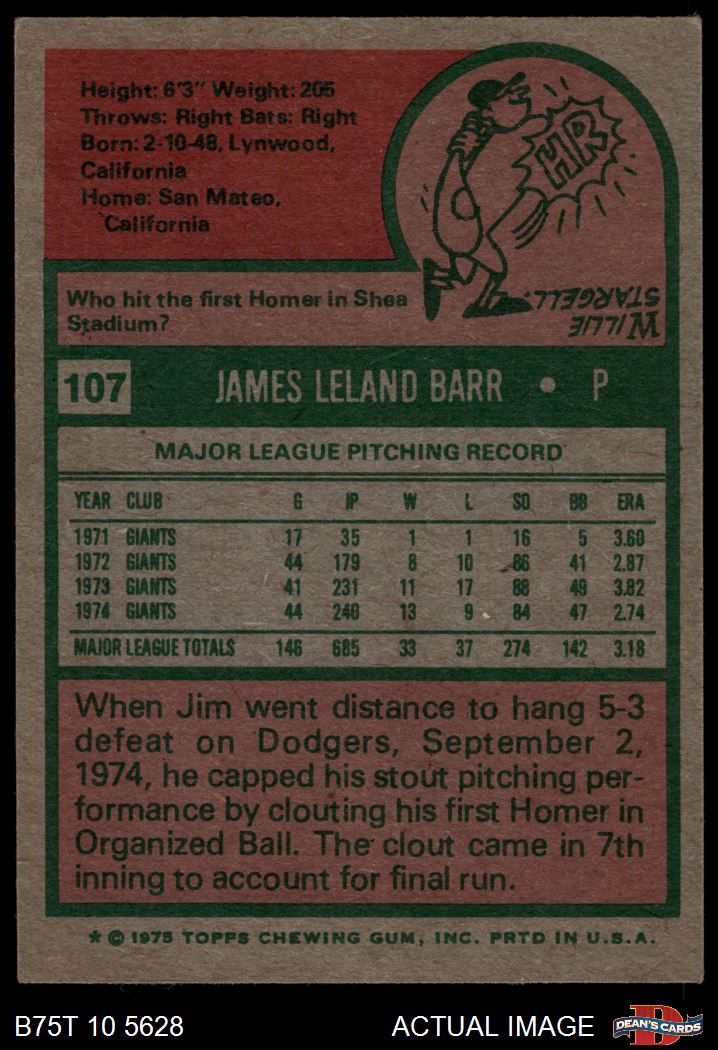 Height: 6'3" Weight: 205
Throws: Right Bats: Right
Born: 2-10-48, Lynwood,
California
Home: San Mateo,
California
HR
Who hit the first Homer in Shea
Stadium?
WILLIE
STARGELL.
107 JAMES LELAND BARR • P
MAJOR LEAGUE PITCHING RECORD
YEAR CLUB G IP W L SO BB ERA
1971 GIANTS 17 35 1 1 16 5 3.60
1972 GIANTS 44 179 8 10 86 41 2.87
1973 GIANTS 41 231 11 17 88 49 3.82
1974 GIANTS 44 240 13 9 84 47 2.74
MAJOR LEAGUE TOTALS 146 685 33 37 274 142 3.18
When Jim went distance to hang 5-3
defeat on Dodgers, September 2,
1974, he capped his stout pitching per-
formance by clouting his first Homer in
Organized Ball. The clout came in 7th
inning to account for final run.
* © 1975 TOPPS CHEWING GUM, INC. PRTD IN U.S.A.
B75T 10 5628 ACTUAL IMAGE DEAN'S CARDS